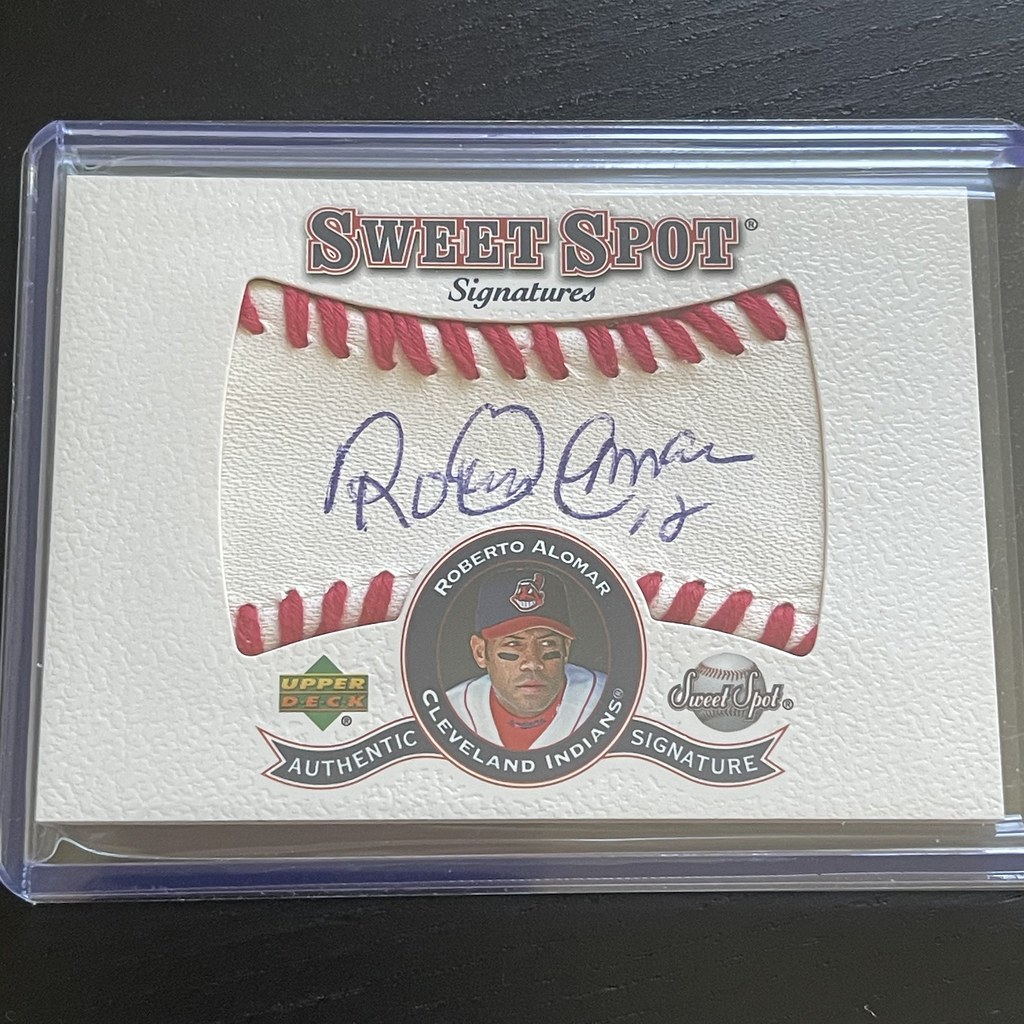 SWEET SPOT®
Signatures
Roberto Alomar
12
ROBERTO ALOMAR
CLEVELAND INDIANS®
UPPER
DECK
®
Sweet Spot®
AUTHENTIC SIGNATURE